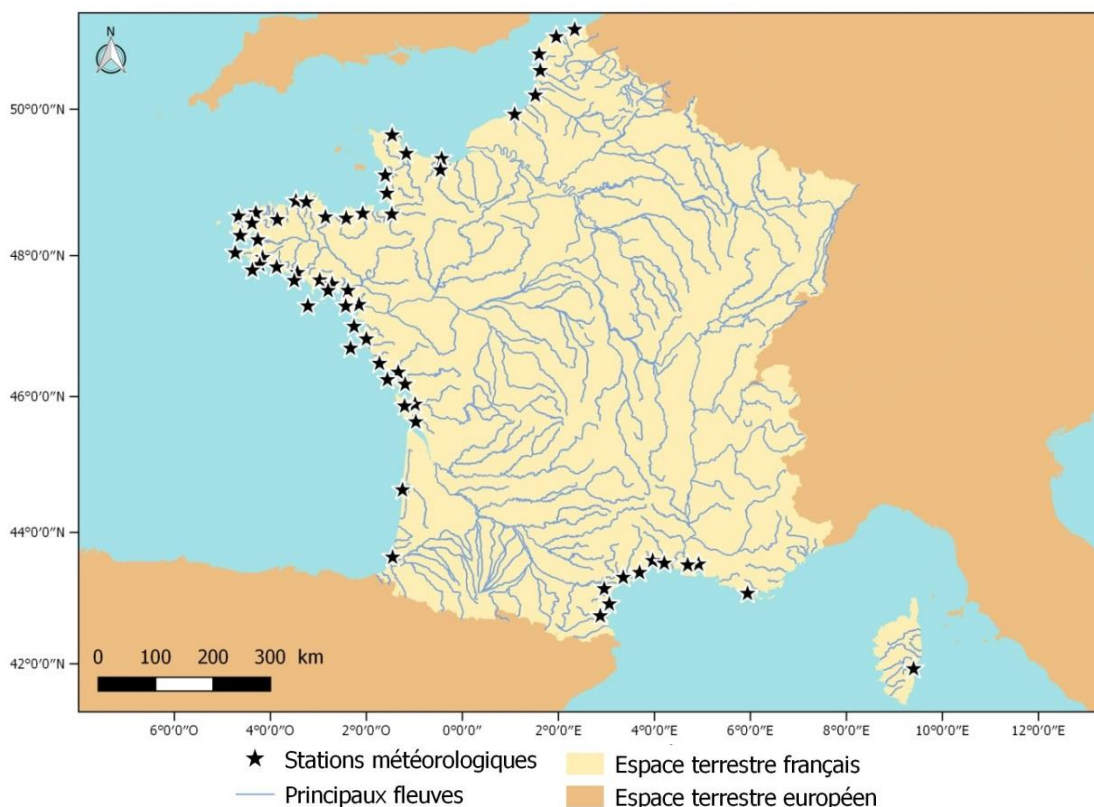 N
50°0'0"N
48°0'0"N
46°0'0"N
44°0'0"N
42°0'0"N
0 100 200 300 km
6°0'0"O 4°0'0"O 2°0'0"O 0°0'0" 2°0'0"E 4°0'0"E 6°0'0"E 8°0'0"E 10°0'0"E 12°0'0"E
Stations météorologiques
Espace terrestre français
Principaux fleuves
Espace terrestre européen